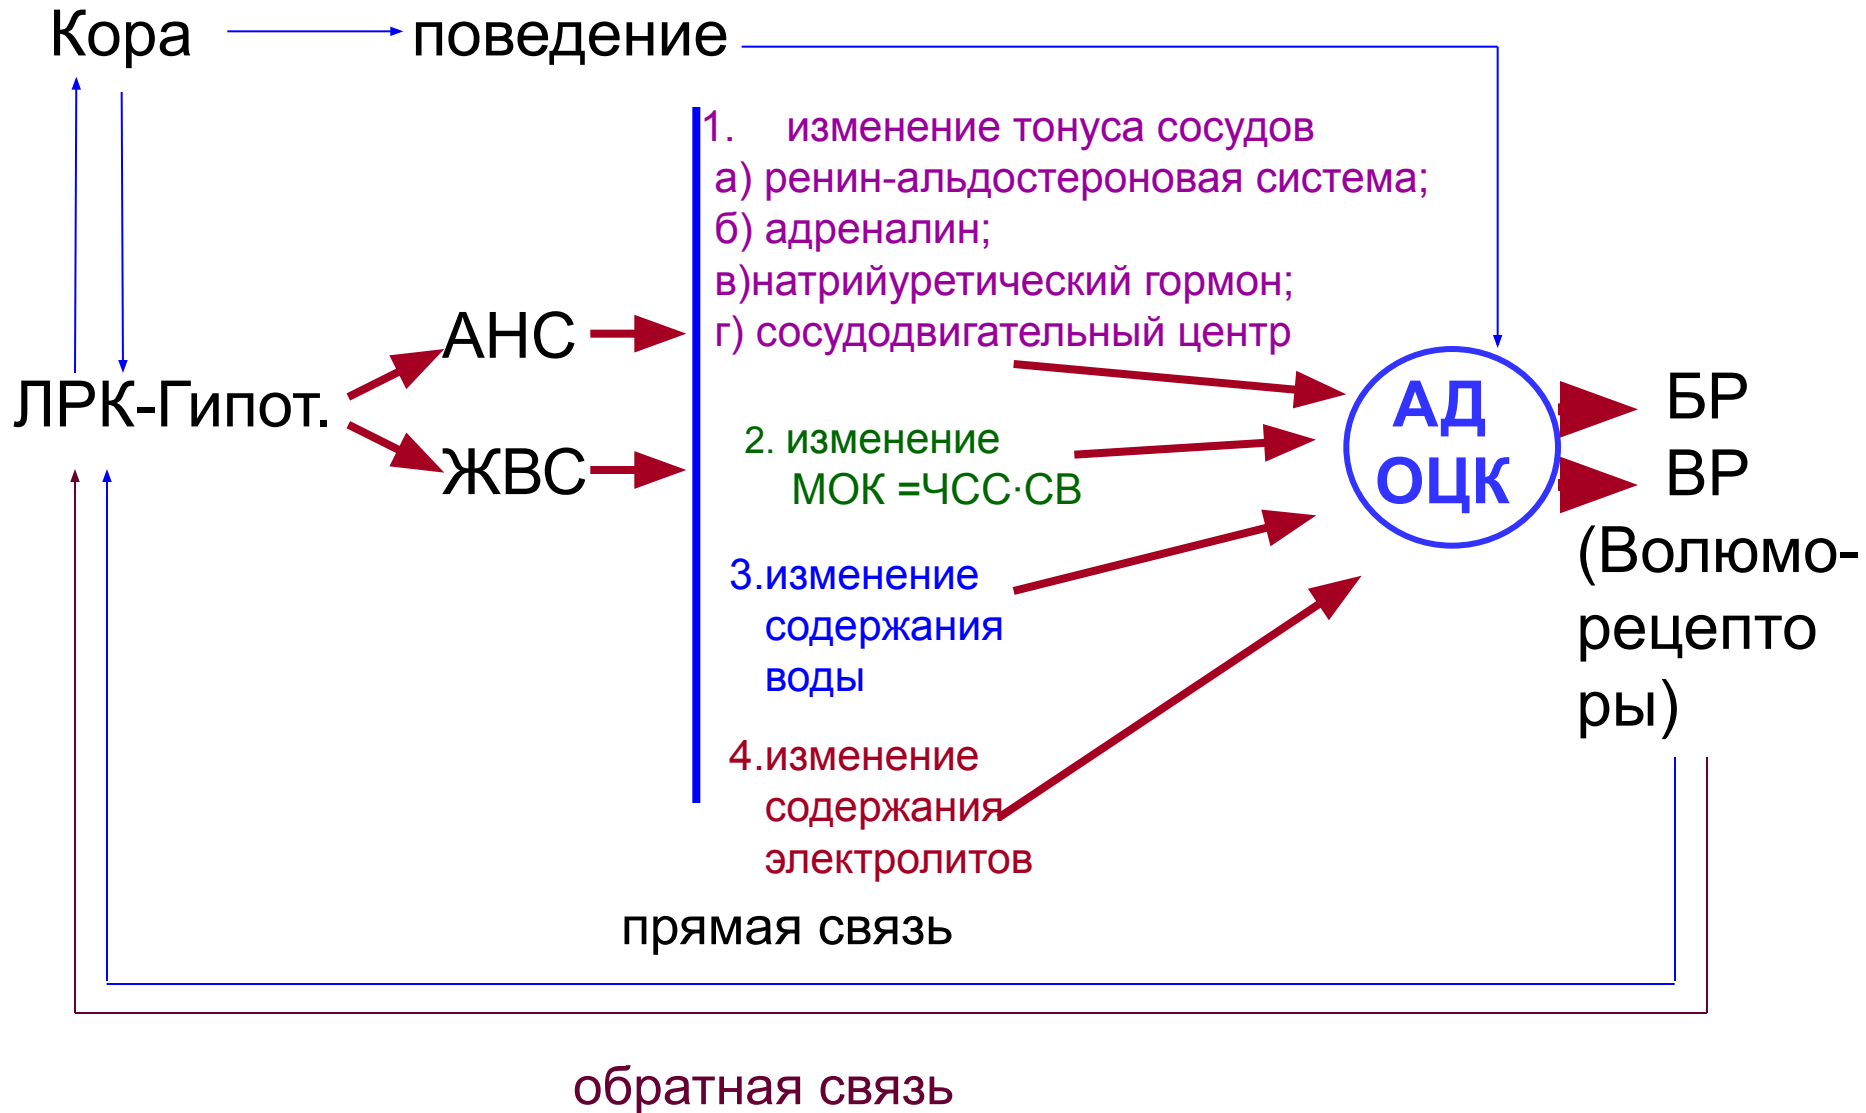 Кора
поведение
1. изменение тонуса сосудов
а) ренин-альдостероновая система;
б) адреналин;
в)натрийуретический гормон;
г) сосудодвигательный центр
АНС
ЛРК-Гипот.
ЖВС
2. изменение
МОК =ЧСС·СВ
3.изменение
содержания
воды
4.изменение
содержания
электролитов
АД
ОЦК
БР
ВР
(Волюмо-
рецепто
ры)
прямая связь
обратная связь